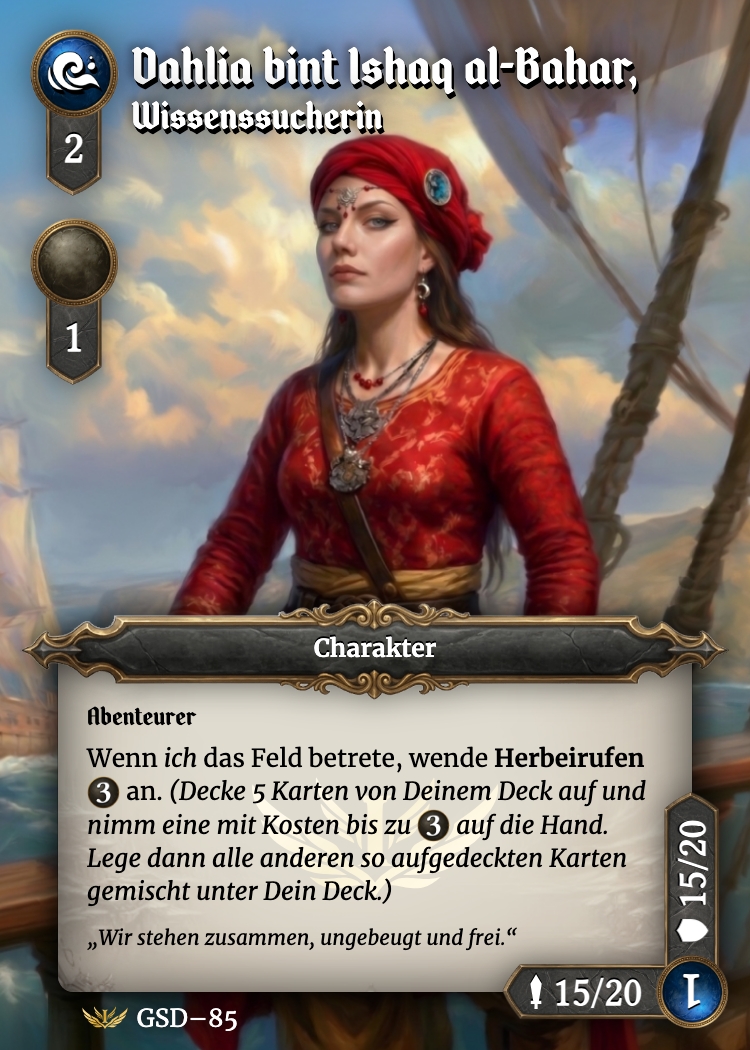 Dahlia bint Ishaq al-Bahar,
Wissenssucherin
2
1
Charakter
Abenteurer
Wenn ich das Feld betrete, wende Herbeirufen
3 an. (Decke 5 Karten von Deinem Deck auf und
nimm eine mit Kosten bis zu 3 auf die Hand.
Lege dann alle anderen so aufgedeckten Karten
gemischt unter Dein Deck.)
„Wir stehen zusammen, ungebeugt und frei.“
15/20
15/20
1
GSD–85